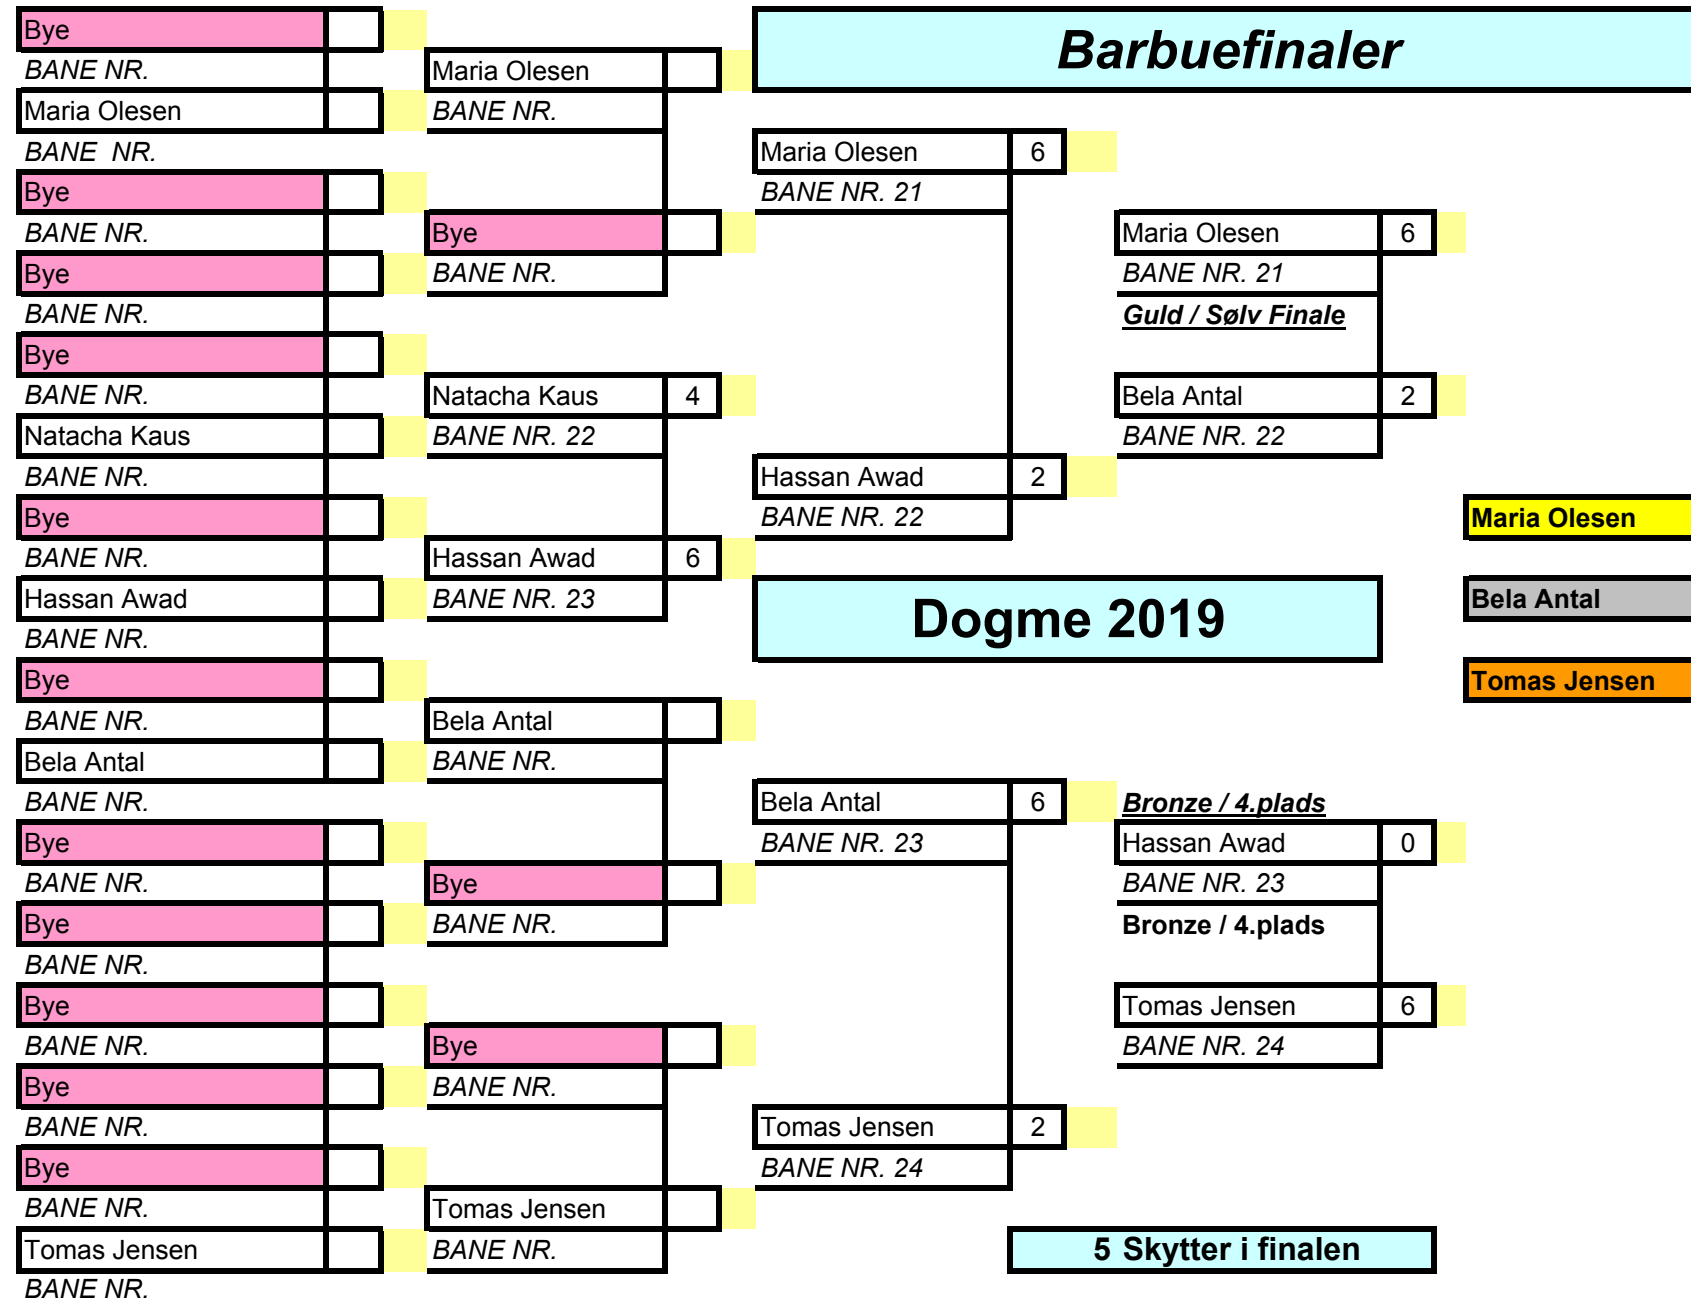 Bye
Barbuefinaler
BANE NR.
Maria Olesen
Maria Olesen
BANE NR.
BANE NR.
Maria Olesen 6
Bye
BANE NR. 21
BANE NR.
Bye
Maria Olesen 6
Bye
BANE NR.
BANE NR. 21
BANE NR.
Guld / Sølv Finale
Bye
BANE NR.
Natacha Kaus 4
Bela Antal 2
Natacha Kaus
BANE NR. 22
BANE NR. 22
BANE NR.
Hassan Awad 2
Bye
BANE NR. 22
Maria Olesen
BANE NR.
Hassan Awad 6
Hassan Awad
BANE NR. 23
Dogme 2019
Bela Antal
BANE NR.
Bye
Tomas Jensen
BANE NR.
Bela Antal
Bela Antal
BANE NR.
BANE NR.
Bela Antal 6
Bronze / 4.plads
Bye
BANE NR. 23
Hassan Awad 0
BANE NR.
Bye
BANE NR. 23
Bye
BANE NR.
Bronze / 4.plads
BANE NR.
Bye
Tomas Jensen 6
BANE NR.
Bye
BANE NR. 24
Bye
BANE NR.
BANE NR.
Tomas Jensen 2
Bye
BANE NR. 24
BANE NR.
Tomas Jensen
Tomas Jensen
BANE NR.
5 Skytter i finalen
BANE NR.